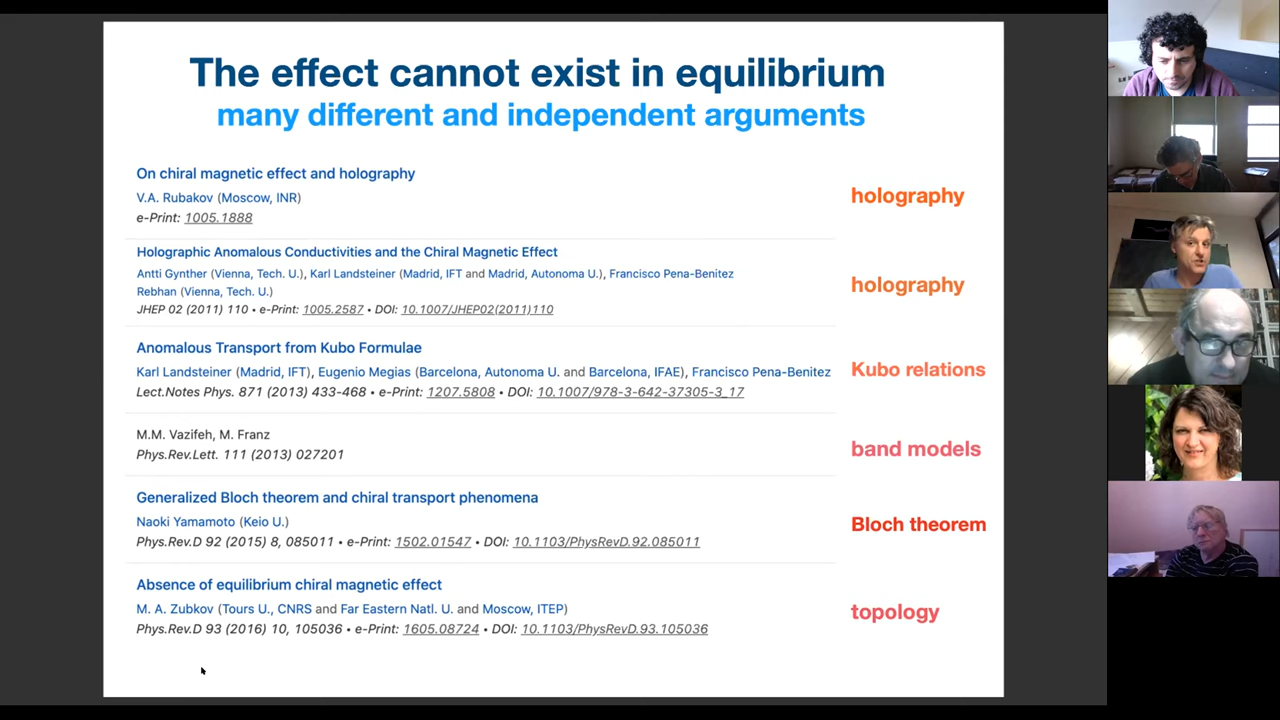 The effect cannot exist in equilibrium
many different and independent arguments
On chiral magnetic effect and holography
V.A. Rubakov (Moscow, INR)
e-Print: 1005.1888
holography
Holographic Anomalous Conductivities and the Chiral Magnetic Effect
Antti Gynther (Vienna, Tech. U.), Karl Landsteiner (Madrid, IFT and Madrid, Autonoma U.), Francisco Pena-Benitez
Rebhan (Vienna, Tech. U.)
JHEP 02 (2011) 110 • e-Print: 1005.2587 • DOI: 10.1007/JHEP02(2011)110
holography
Anomalous Transport from Kubo Formulae
Karl Landsteiner (Madrid, IFT), Eugenio Megias (Barcelona, Autonoma U. and Barcelona, IFAE), Francisco Pena-Benitez
Lect.Notes Phys. 871 (2013) 433-468 • e-Print: 1207.5808 • DOI: 10.1007/978-3-642-37305-3_17
Kubo relations
M.M. Vazifeh, M. Franz
Phys.Rev.Lett. 111 (2013) 027201
band models
Generalized Bloch theorem and chiral transport phenomena
Naoki Yamamoto (Keio U.)
Phys.Rev.D 92 (2015) 8, 085011 • e-Print: 1502.01547 • DOI: 10.1103/PhysRevD.92.085011
Bloch theorem
Absence of equilibrium chiral magnetic effect
M. A. Zubkov (Tours U., CNRS and Far Eastern Natl. U. and Moscow, ITEP)
Phys.Rev.D 93 (2016) 10, 105036 • e-Print: 1605.08724 • DOI: 10.1103/PhysRevD.93.105036
topology